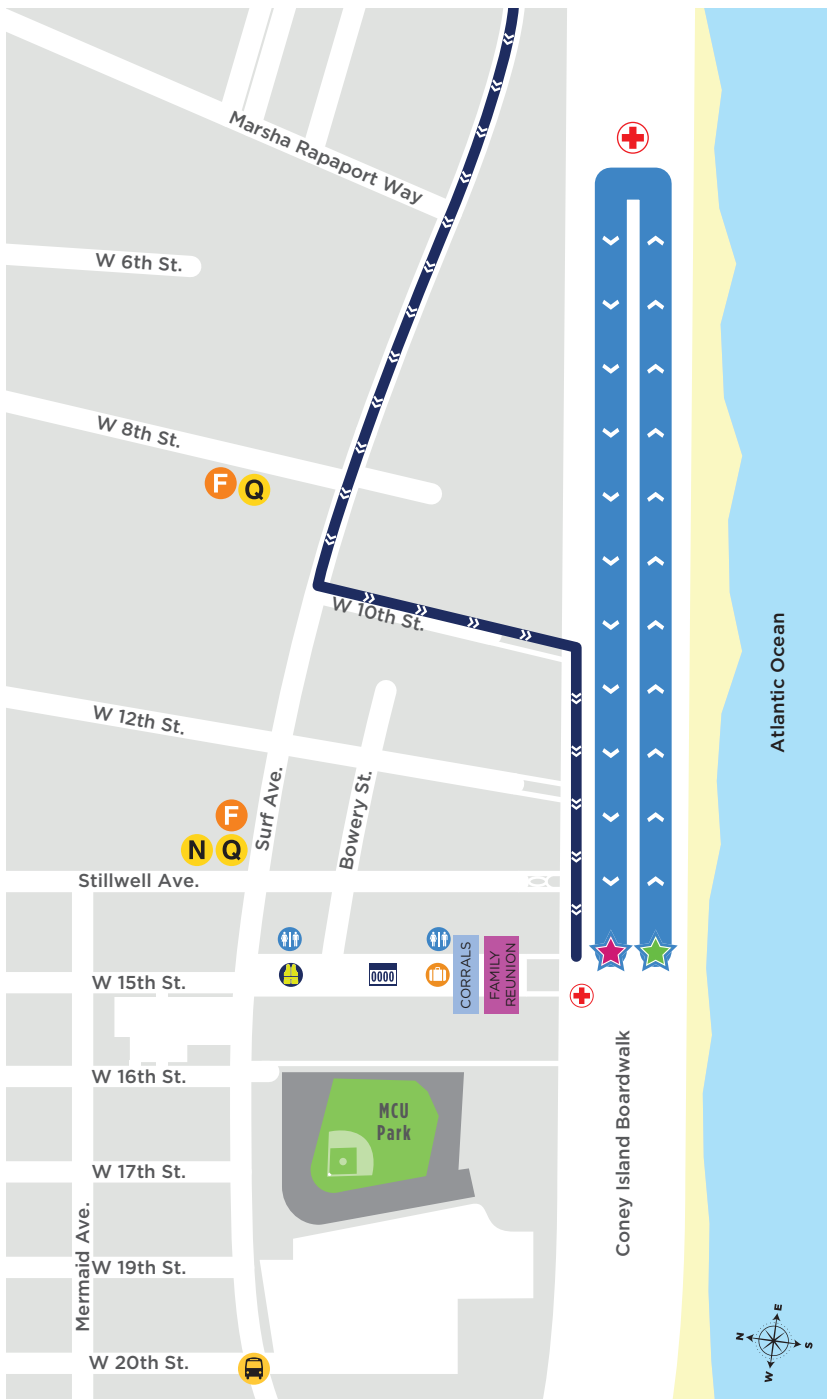 Marsha Rapaport Way
W 6th St.
W 8th St.
F
Q
W 10th St.
Atlantic Ocean
W 12th St.
Surf Ave.
Bowery St.
F
N
Q
Stillwell Ave.
W 15th St.
0000
CORRALS
FAMILY
REUNION
Coney Island Boardwalk
W 16th St.
MCU
Park
W 17th St.
Mermaid Ave.
W 19th St.
W 20th St.
N
E
S
W